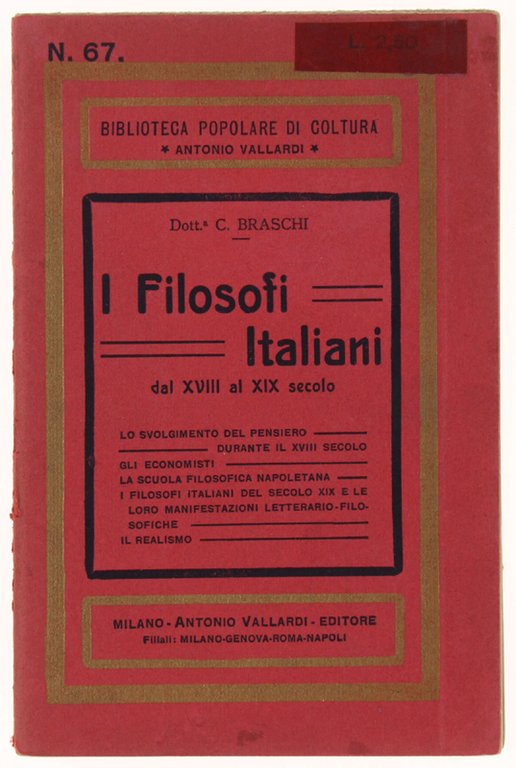 N. 67.
L. 2,50
BIBLIOTECA POPOLARE DI COLTURA
* ANTONIO VALLARDI *
Dott.ª C. BRASCHI
I Filosofi
Italiani
dal XVIII al XIX secolo
LO SVOLGIMENTO DEL PENSIERO
DURANTE IL XVIII SECOLO
GLI ECONOMISTI
LA SCUOLA FILOSOFICA NAPOLETANA
I FILOSOFI ITALIANI DEL SECOLO XIX E LE
LORO MANIFESTAZIONI LETTERARIO-FILO-
SOFICHE
IL REALISMO
MILANO - ANTONIO VALLARDI - EDITORE
Filiali: MILANO-GENOVA-ROMA-NAPOLI